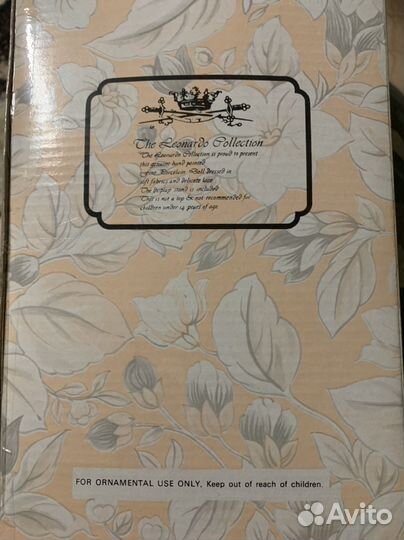 The Leonardo Collection
The Leonardo Collection is proud to present
this genuine hand painted
Fine Porcelain Doll dressed in
soft fabrics and delicate lace
The display stand is included
This is not a toy & not recommended for
children under 14 years of age
FOR ORNAMENTAL USE ONLY, Keep out of reach of children.
Avito